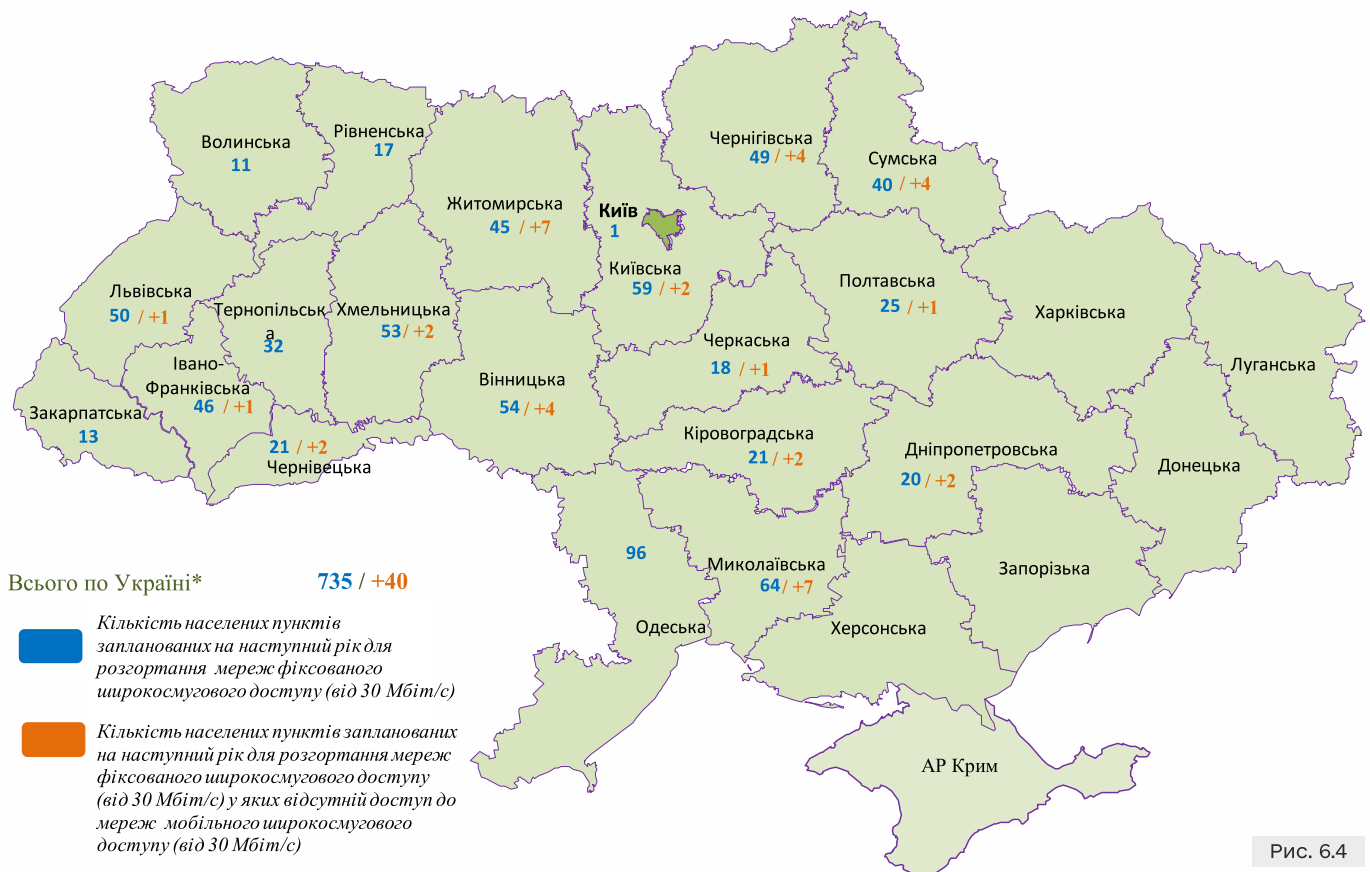 Волинська
11
Рівненська
17
Житомирська
45 / +7
Київ
1
Київська
59 / +2
Чернігівська
49 / +4
Сумська
40 / +4
Львівська
50 / +1
Тернопільськ
а
32
Хмельницька
53 / +2
Івано-
Франківська
46 / +1
Закарпатська
13
21 / +2
Чернівецька
Вінницька
54 / +4
Черкаська
18 / +1
Полтавська
25 / +1
Харківська
Луганська
Кіровоградська
21 / +2
Дніпропетровська
20 / +2
Донецька
96
Одеська
Миколаївська
64 / +7
Херсонська
Запорізька
АР Крим
Всього по Україні* 735 / +40
Кількість населених пунктів
запланованих на наступний рік для
розгортання мереж фіксованого
широкосмугового доступу (від 30 Мбіт/с)
Кількість населених пунктів запланованих
на наступний рік для розгортання мереж
фіксованого широкосмугового доступу
(від 30 Мбіт/с) у яких відсутній доступ до
мереж мобільного широкосмугового
доступу (від 30 Мбіт/с)
Рис. 6.4